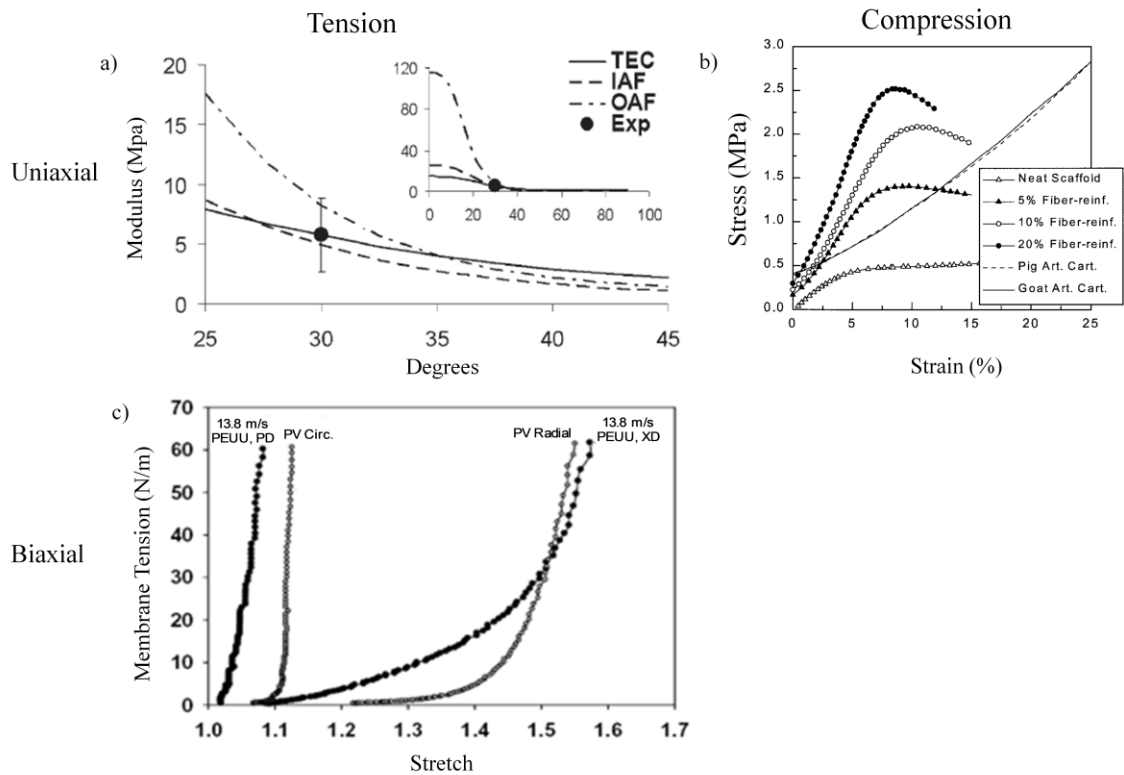 Tension
Compression
Uniaxial
Biaxial
a)
Modulus (Mpa)
20
15
10
5
0
25
30
35
40
45
Degrees
120
80
40
0
0
20
40
60
80
100
TEC
IAF
OAF
Exp
b)
Stress (MPa)
3.0
2.5
2.0
1.5
1.0
0.5
0.0
0
5
10
15
20
25
Strain (%)
Neat Scaffold
5% Fiber-reinf.
10% Fiber-reinf.
20% Fiber-reinf.
Pig Art. Cart.
Goat Art. Cart.
c)
Membrane Tension (N/m)
70
60
50
40
30
20
10
0
1.0
1.1
1.2
1.3
1.4
1.5
1.6
1.7
Stretch
13.8 m/s
PEUU, PD
PV Circ.
PV Radial
13.8 m/s
PEUU, XD